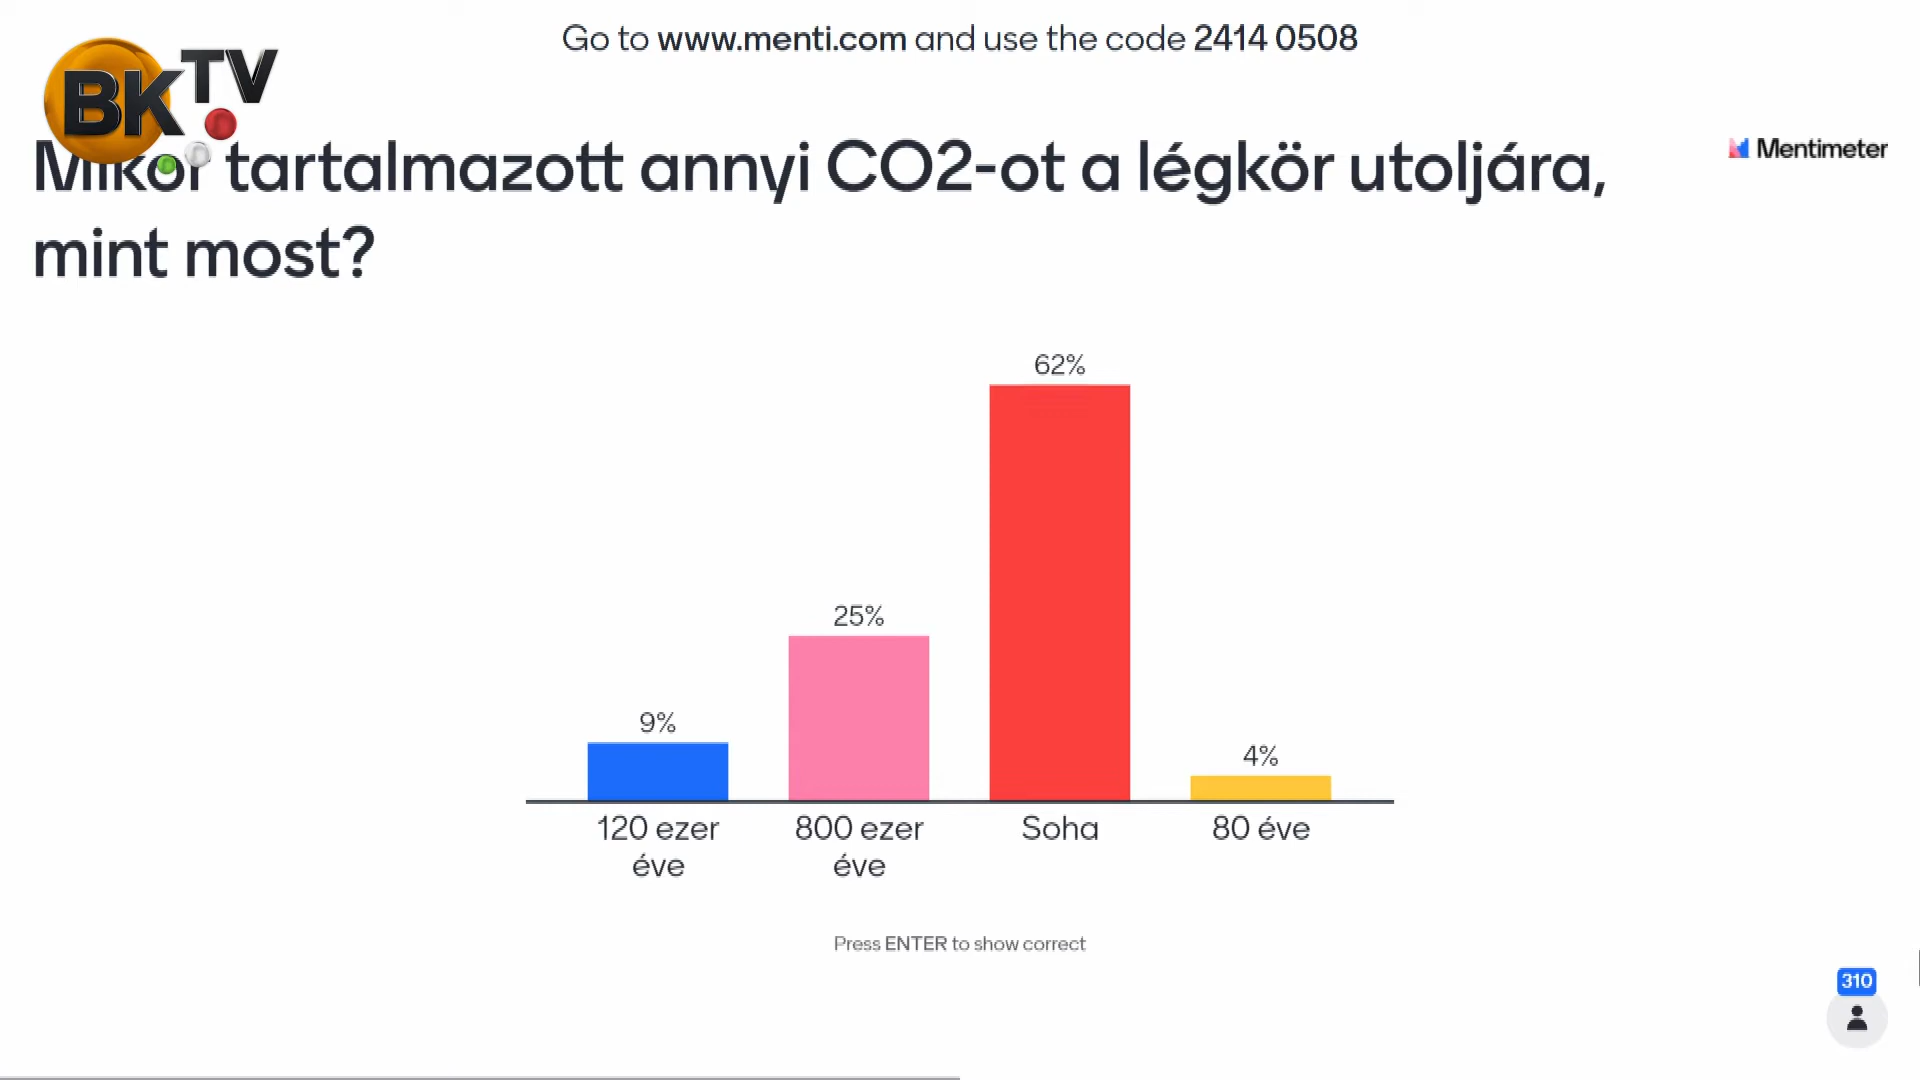 Go to www.menti.com and use the code 2414 0508
BKTV
Mikor tartalmazott annyi CO2-ot a légkör utoljára,
mint most?
Mentimeter
62%
25%
9%
4%
120 ezer
éve
800 ezer
éve
Soha
80 éve
Press ENTER to show correct
310